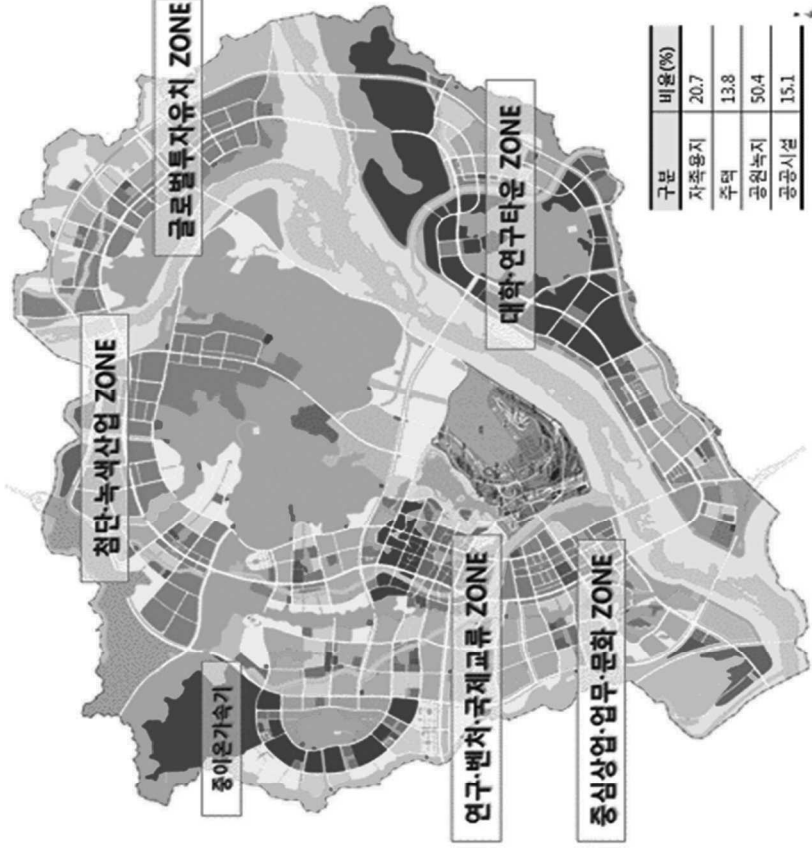 중이온가속기
첨단·녹색산업 ZONE
글로벌투자유치 ZONE
연구·벤처·국제교류 ZONE
중심상업·업무·문화 ZONE
대학·연구타운 ZONE
구분 비율(%)
자족용지 20.7
주택 13.8
공원녹지 50.4
공공시설 15.1